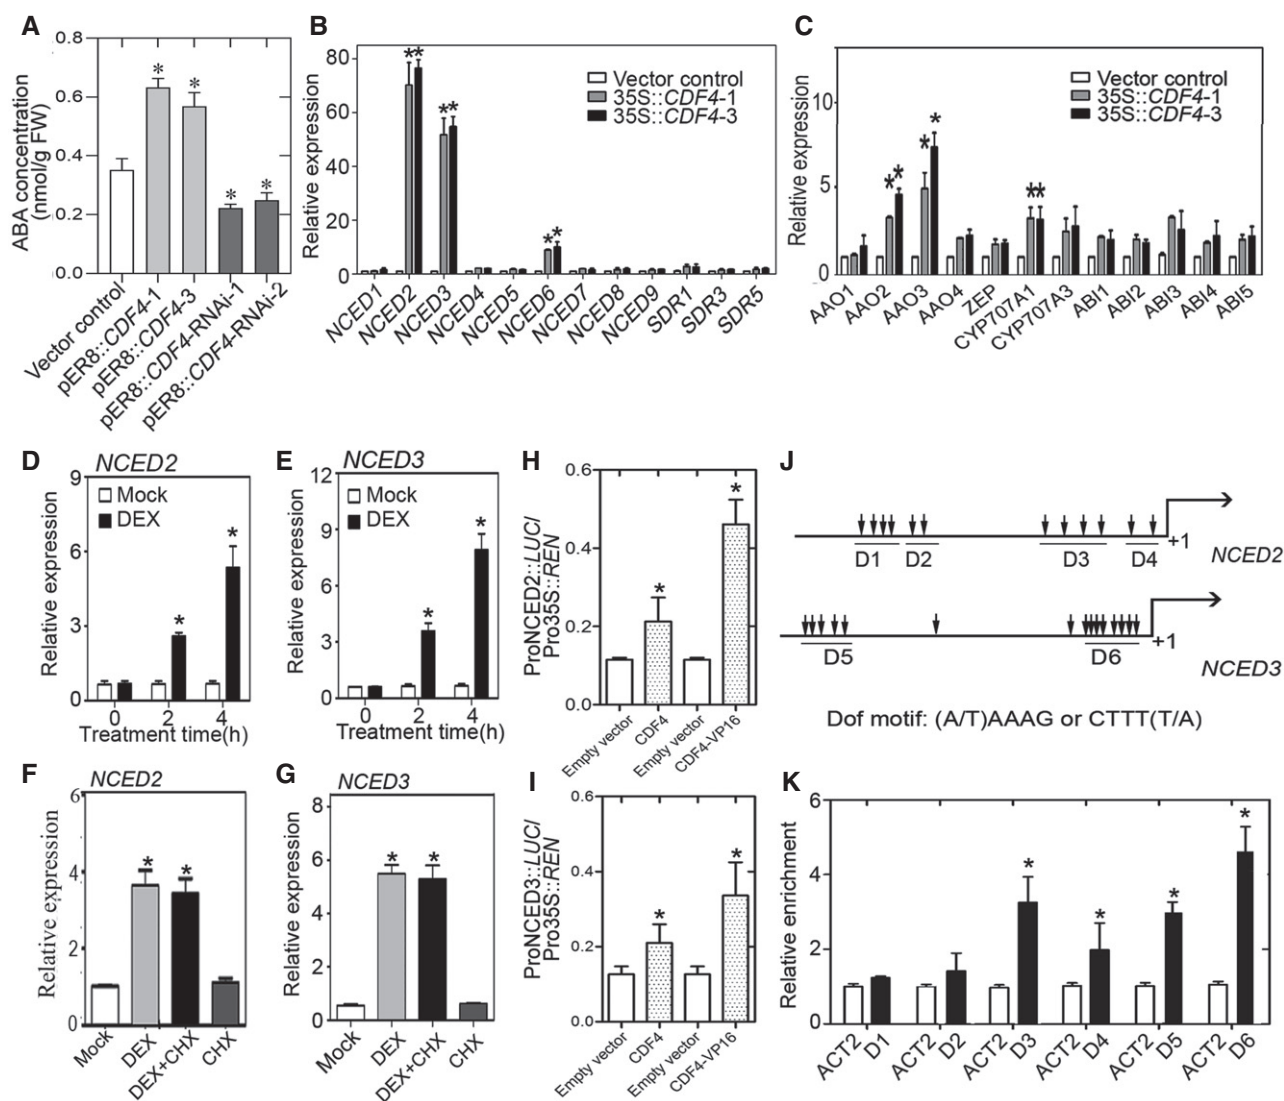 A
ABA concentration
(nmol/g FW)
0.8
0.6
0.4
0.2
0.0
Vector control
pER8::CDF4-1
pER8::CDF4-3
pER8::CDF4-RNAi-1
pER8::CDF4-RNAi-2
* * * *
B
Relative expression
80
60
40
20
0
Vector control
35S::CDF4-1
35S::CDF4-3
** ** **
NCED1
NCED2
NCED3
NCED4
NCED5
NCED6
NCED7
NCED8
NCED9
SDR1
SDR3
SDR5
C
Relative expression
10
5
0
Vector control
35S::CDF4-1
35S::CDF4-3
** ** **
AAO1
AAO2
AAO3
AAO4
ZEP
CYP707A1
CYP707A3
ABI1
ABI2
ABI3
ABI4
ABI5
D
NCED2
Relative expression
9
6
3
0
Mock
DEX
* *
0 2 4
Treatment time(h)
E
NCED3
Relative expression
12
9
6
3
0
Mock
DEX
* *
0 2 4
Treatment time(h)
F
NCED2
Relative expression
6
4
2
0
* *
Mock
DEX
DEX+CHX
CHX
G
NCED3
Relative expression
8
6
4
2
0
* *
Mock
DEX
DEX+CHX
CHX
H
ProNCED2::LUC/
Pro35S::REN
0.6
0.4
0.2
0.0
* *
Empty vector
CDF4
Empty vector
CDF4-VP16
I
ProNCED3::LUC/
Pro35S::REN
0.6
0.4
0.2
0.0
* *
Empty vector
CDF4
Empty vector
CDF4-VP16
J
D1 D2 D3 D4 +1
NCED2
D5 D6 +1
NCED3
Dof motif: (A/T)AAAG or CTTT(T/A)
K
Relative enrichment
6
4
2
0
* * * *
ACT2 D1
ACT2 D2
ACT2 D3
ACT2 D4
ACT2 D5
ACT2 D6